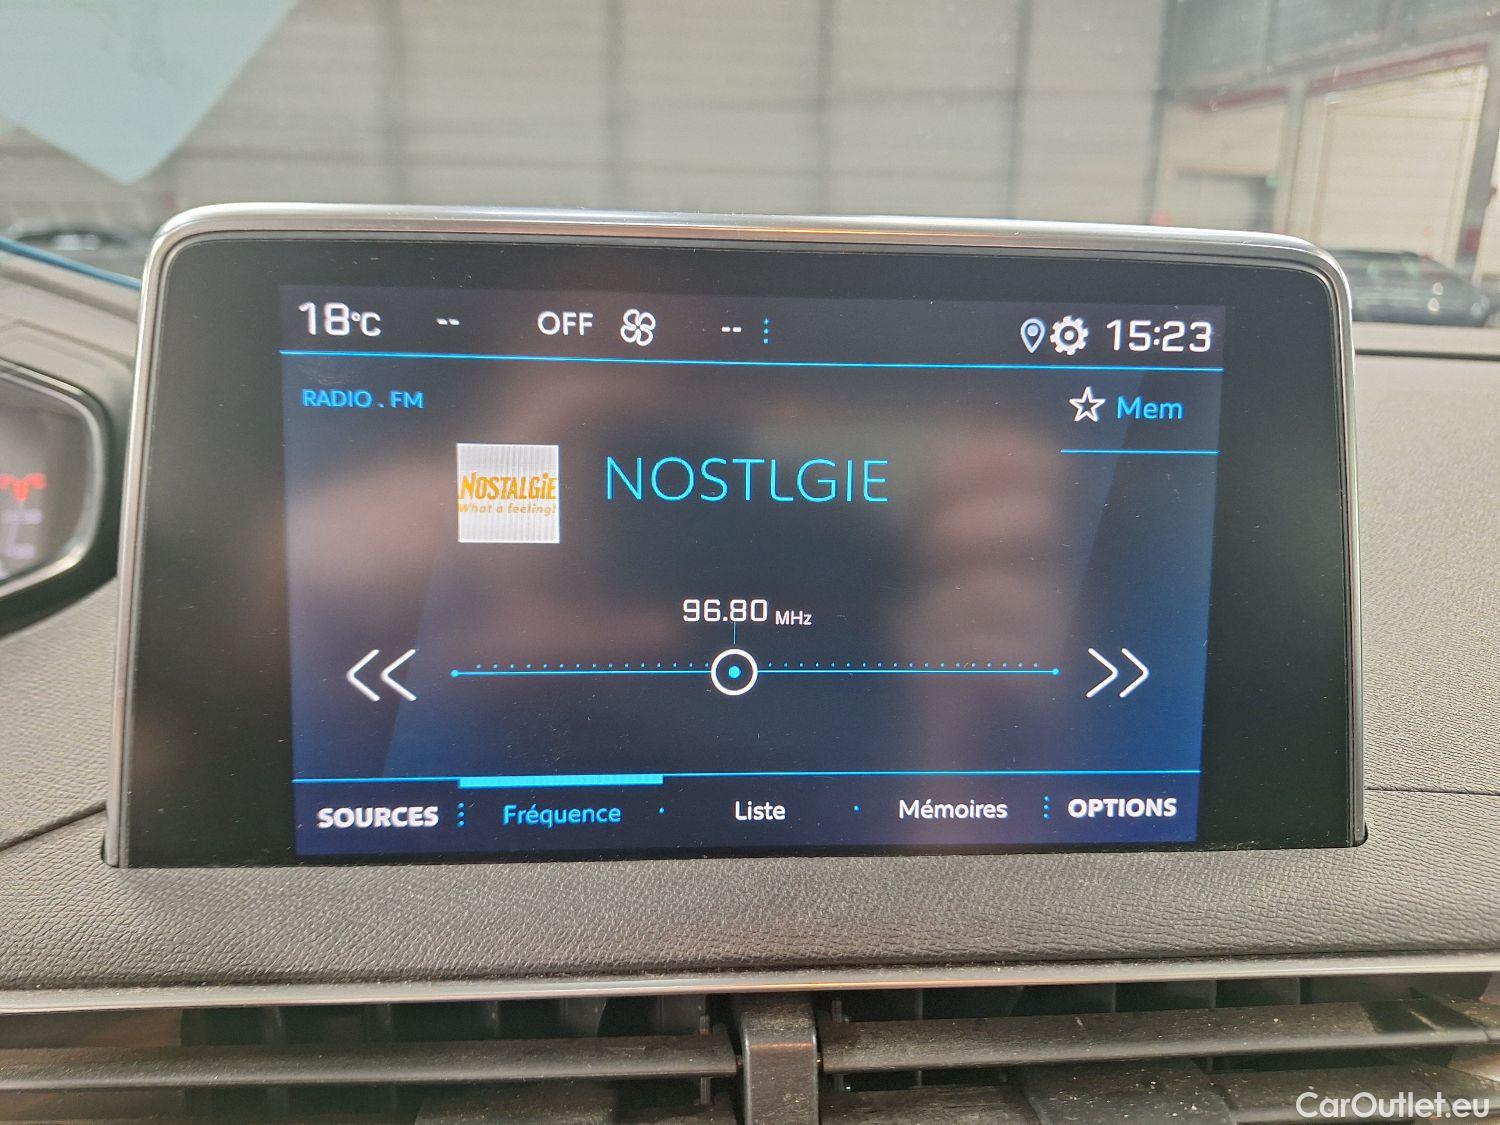 18°C -- OFF -- 15:23
RADIO . FM
Mem
NOSTALGIE
What a feeling!
NOSTLGIE
96.80 MHz
SOURCES Fréquence Liste Mémoires OPTIONS
CarOutlet.eu